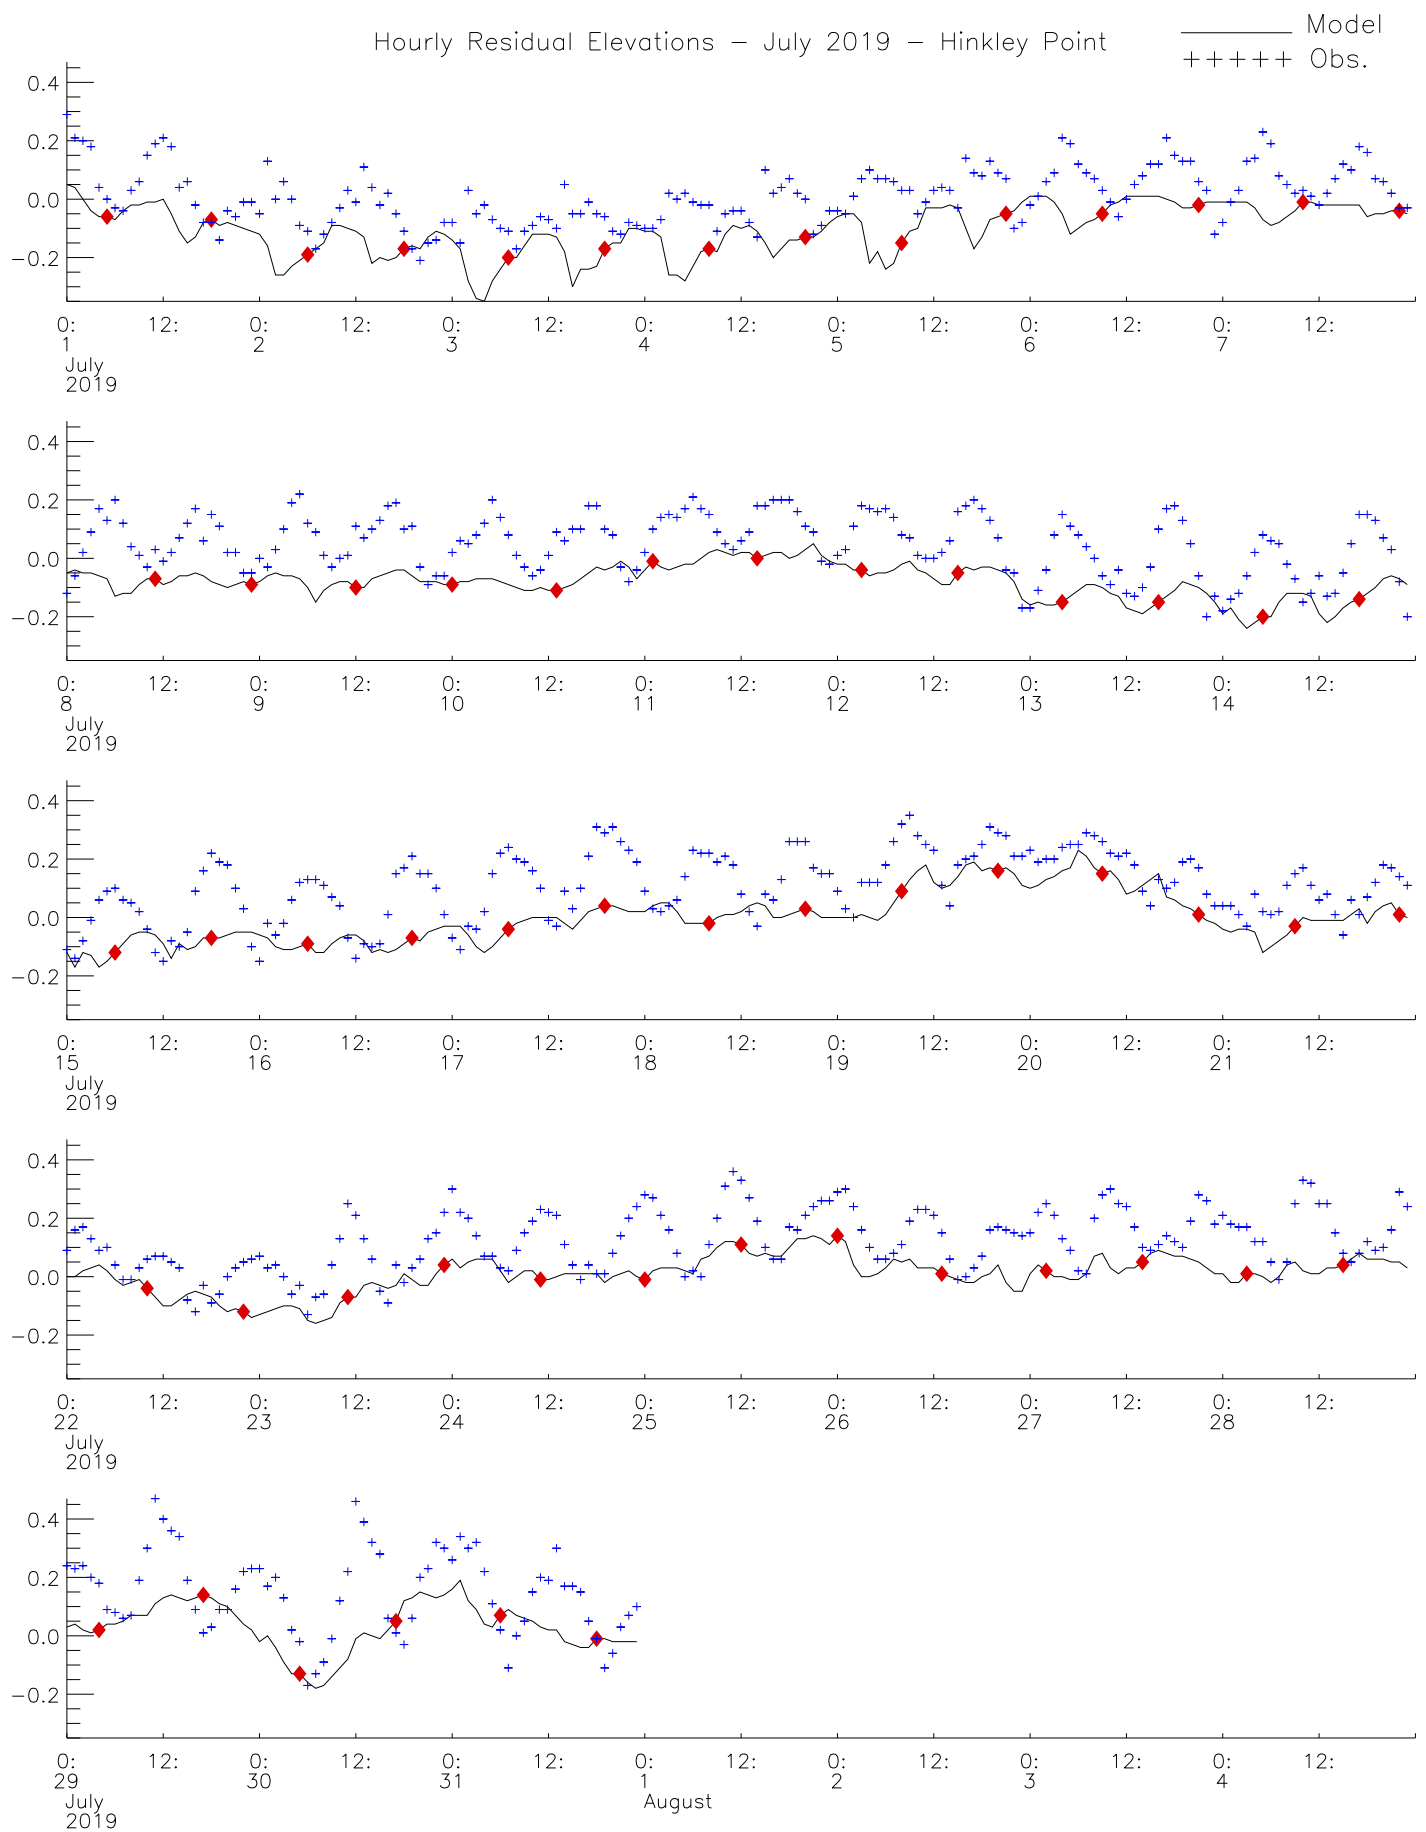 Hourly Residual Elevations – July 2019 – Hinkley Point
Model
+++++ Obs.
0.4
0.2
0.0
−0.2
0: 12: 0: 12: 0: 12: 0: 12: 0: 12: 0: 12: 0: 12:
1 2 3 4 5 6 7
July
2019
0.4
0.2
0.0
−0.2
0: 12: 0: 12: 0: 12: 0: 12: 0: 12: 0: 12: 0: 12:
8 9 10 11 12 13 14
July
2019
0.4
0.2
0.0
−0.2
0: 12: 0: 12: 0: 12: 0: 12: 0: 12: 0: 12: 0: 12:
15 16 17 18 19 20 21
July
2019
0.4
0.2
0.0
−0.2
0: 12: 0: 12: 0: 12: 0: 12: 0: 12: 0: 12: 0: 12:
22 23 24 25 26 27 28
July
2019
0.4
0.2
0.0
−0.2
0: 12: 0: 12: 0: 12: 0: 12: 0: 12: 0: 12: 0: 12:
29 30 31 1 2 3 4
July August
2019